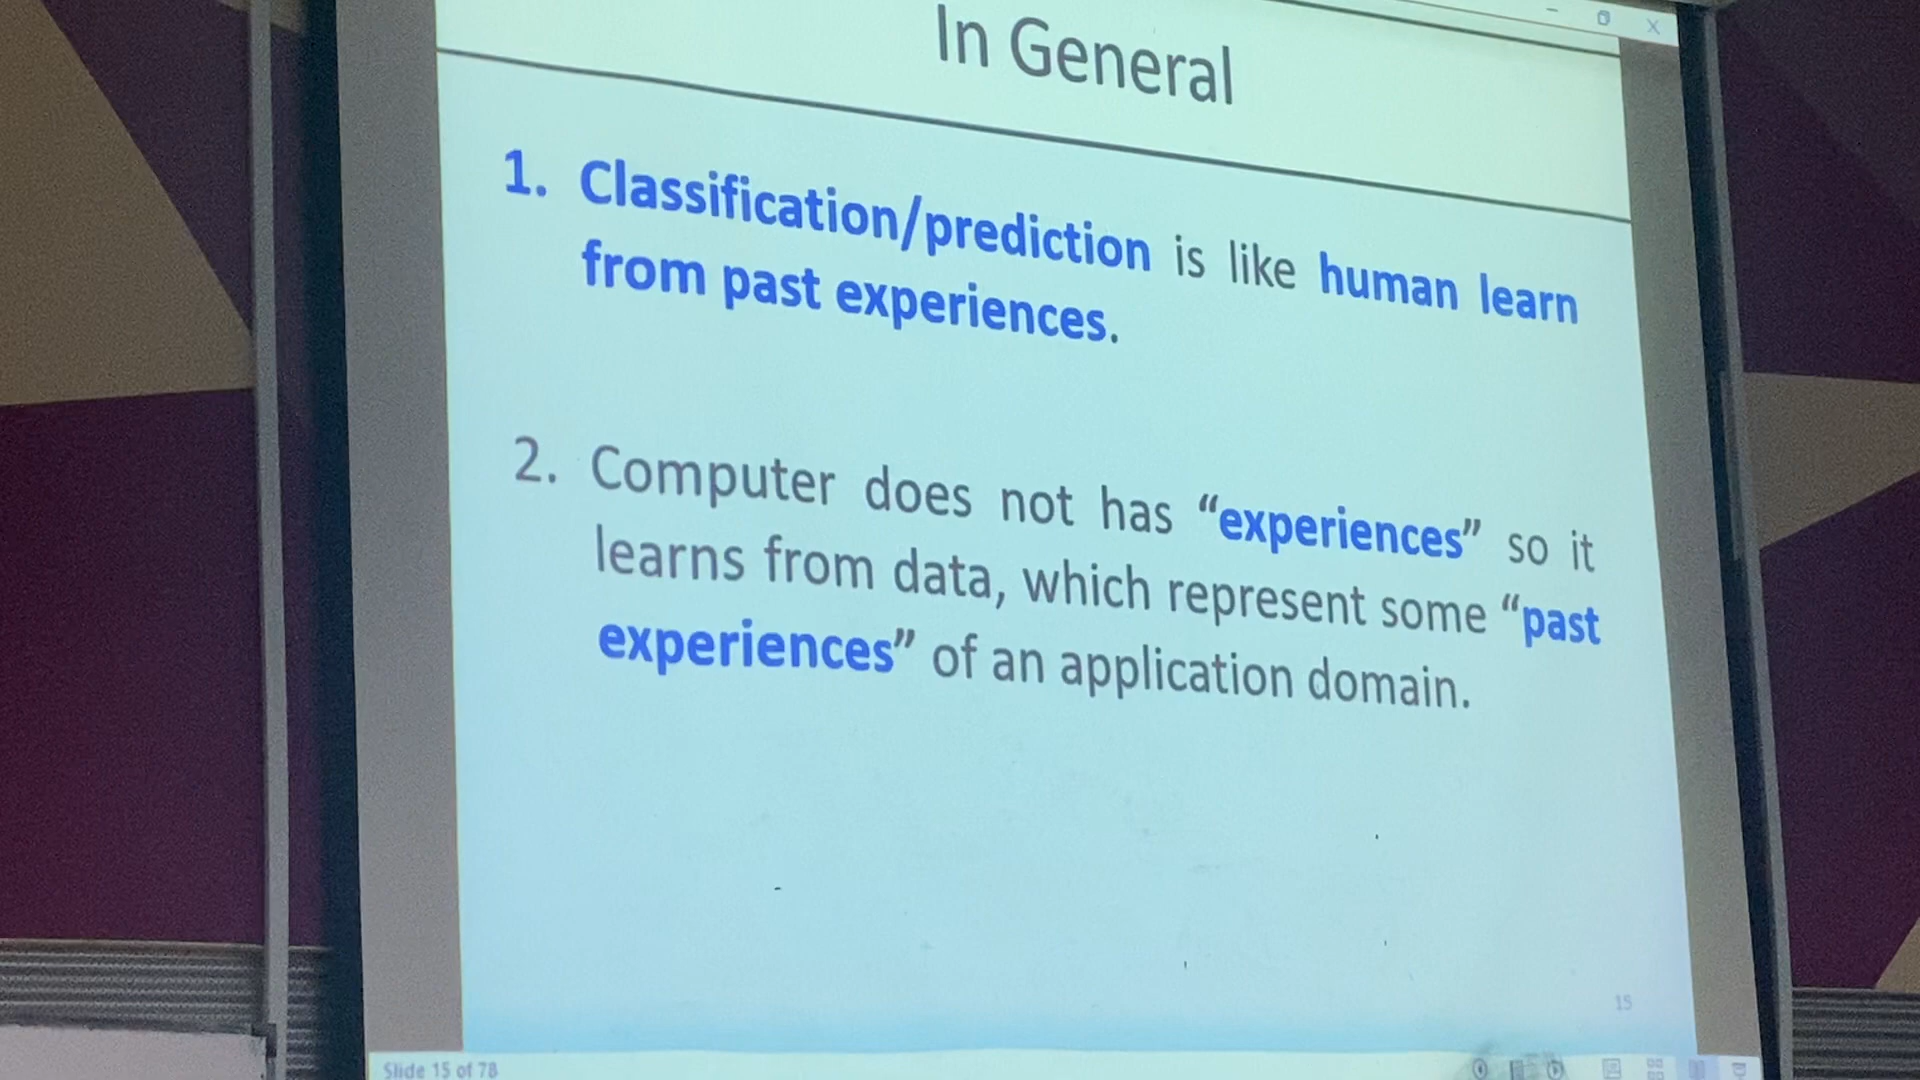 In General
1. Classification/prediction is like human learn
from past experiences.
2. Computer does not has “experiences” so it
learns from data, which represent some “past
experiences” of an application domain.
15
Slide 15 of 78